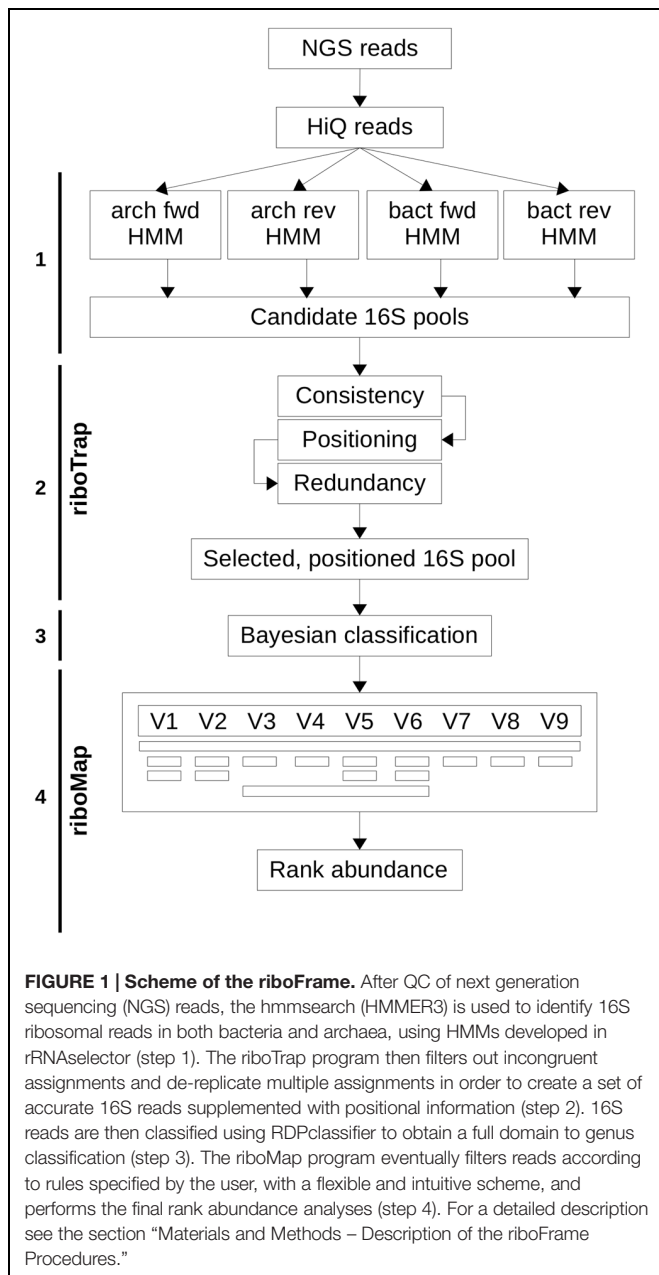 NGS reads
HiQ reads
1
arch fwd
HMM
arch rev
HMM
bact fwd
HMM
bact rev
HMM
Candidate 16S pools
2
riboTrap
Consistency
Positioning
Redundancy
Selected, positioned 16S pool
3
Bayesian classification
4
riboMap
V1 V2 V3 V4 V5 V6 V7 V8 V9
Rank abundance
FIGURE 1 | Scheme of the riboFrame. After QC of next generation
sequencing (NGS) reads, the hmmsearch (HMMER3) is used to identify 16S
ribosomal reads in both bacteria and archaea, using HMMs developed in
rRNAselector (step 1). The riboTrap program then filters out incongruent
assignments and de-replicate multiple assignments in order to create a set of
accurate 16S reads supplemented with positional information (step 2). 16S
reads are then classified using RDPclassifier to obtain a full domain to genus
classification (step 3). The riboMap program eventually filters reads according
to rules specified by the user, with a flexible and intuitive scheme, and
performs the final rank abundance analyses (step 4). For a detailed description
see the section “Materials and Methods – Description of the riboFrame
Procedures.”